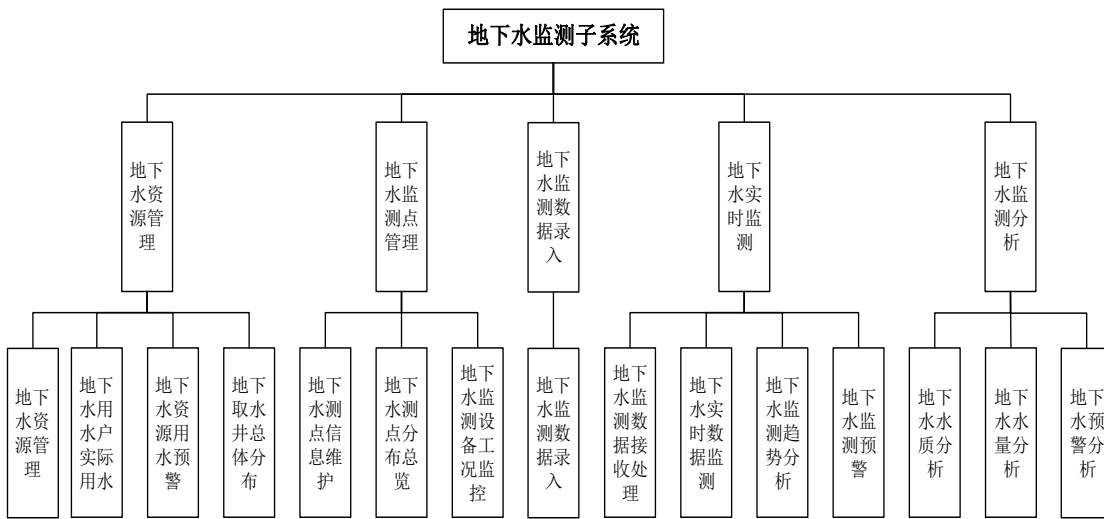 地下水监测子系统
地下
水资
源管
理
地下
水监
测点
管理
地下
水监
测数
据录
入
地下
水实
时监
测
地下
水监
测分
析
地下
水资
源管
理
地下
水用
水户
实际
用水
地下
水资
源用
水预
警
地下
取水
井总
体分
布
地下
水测
点信
息维
护
地下
水测
点分
布总
览
地下
水监
测设
备工
况监
控
地下
水监
测数
据录
入
地下
水监
测数
据接
收处
理
地下
水实
时数
据监
测
地下
水监
测趋
势分
析
地下
水监
测预
警
地下
水水
质分
析
地下
水水
量分
析
地下
水预
警分
析